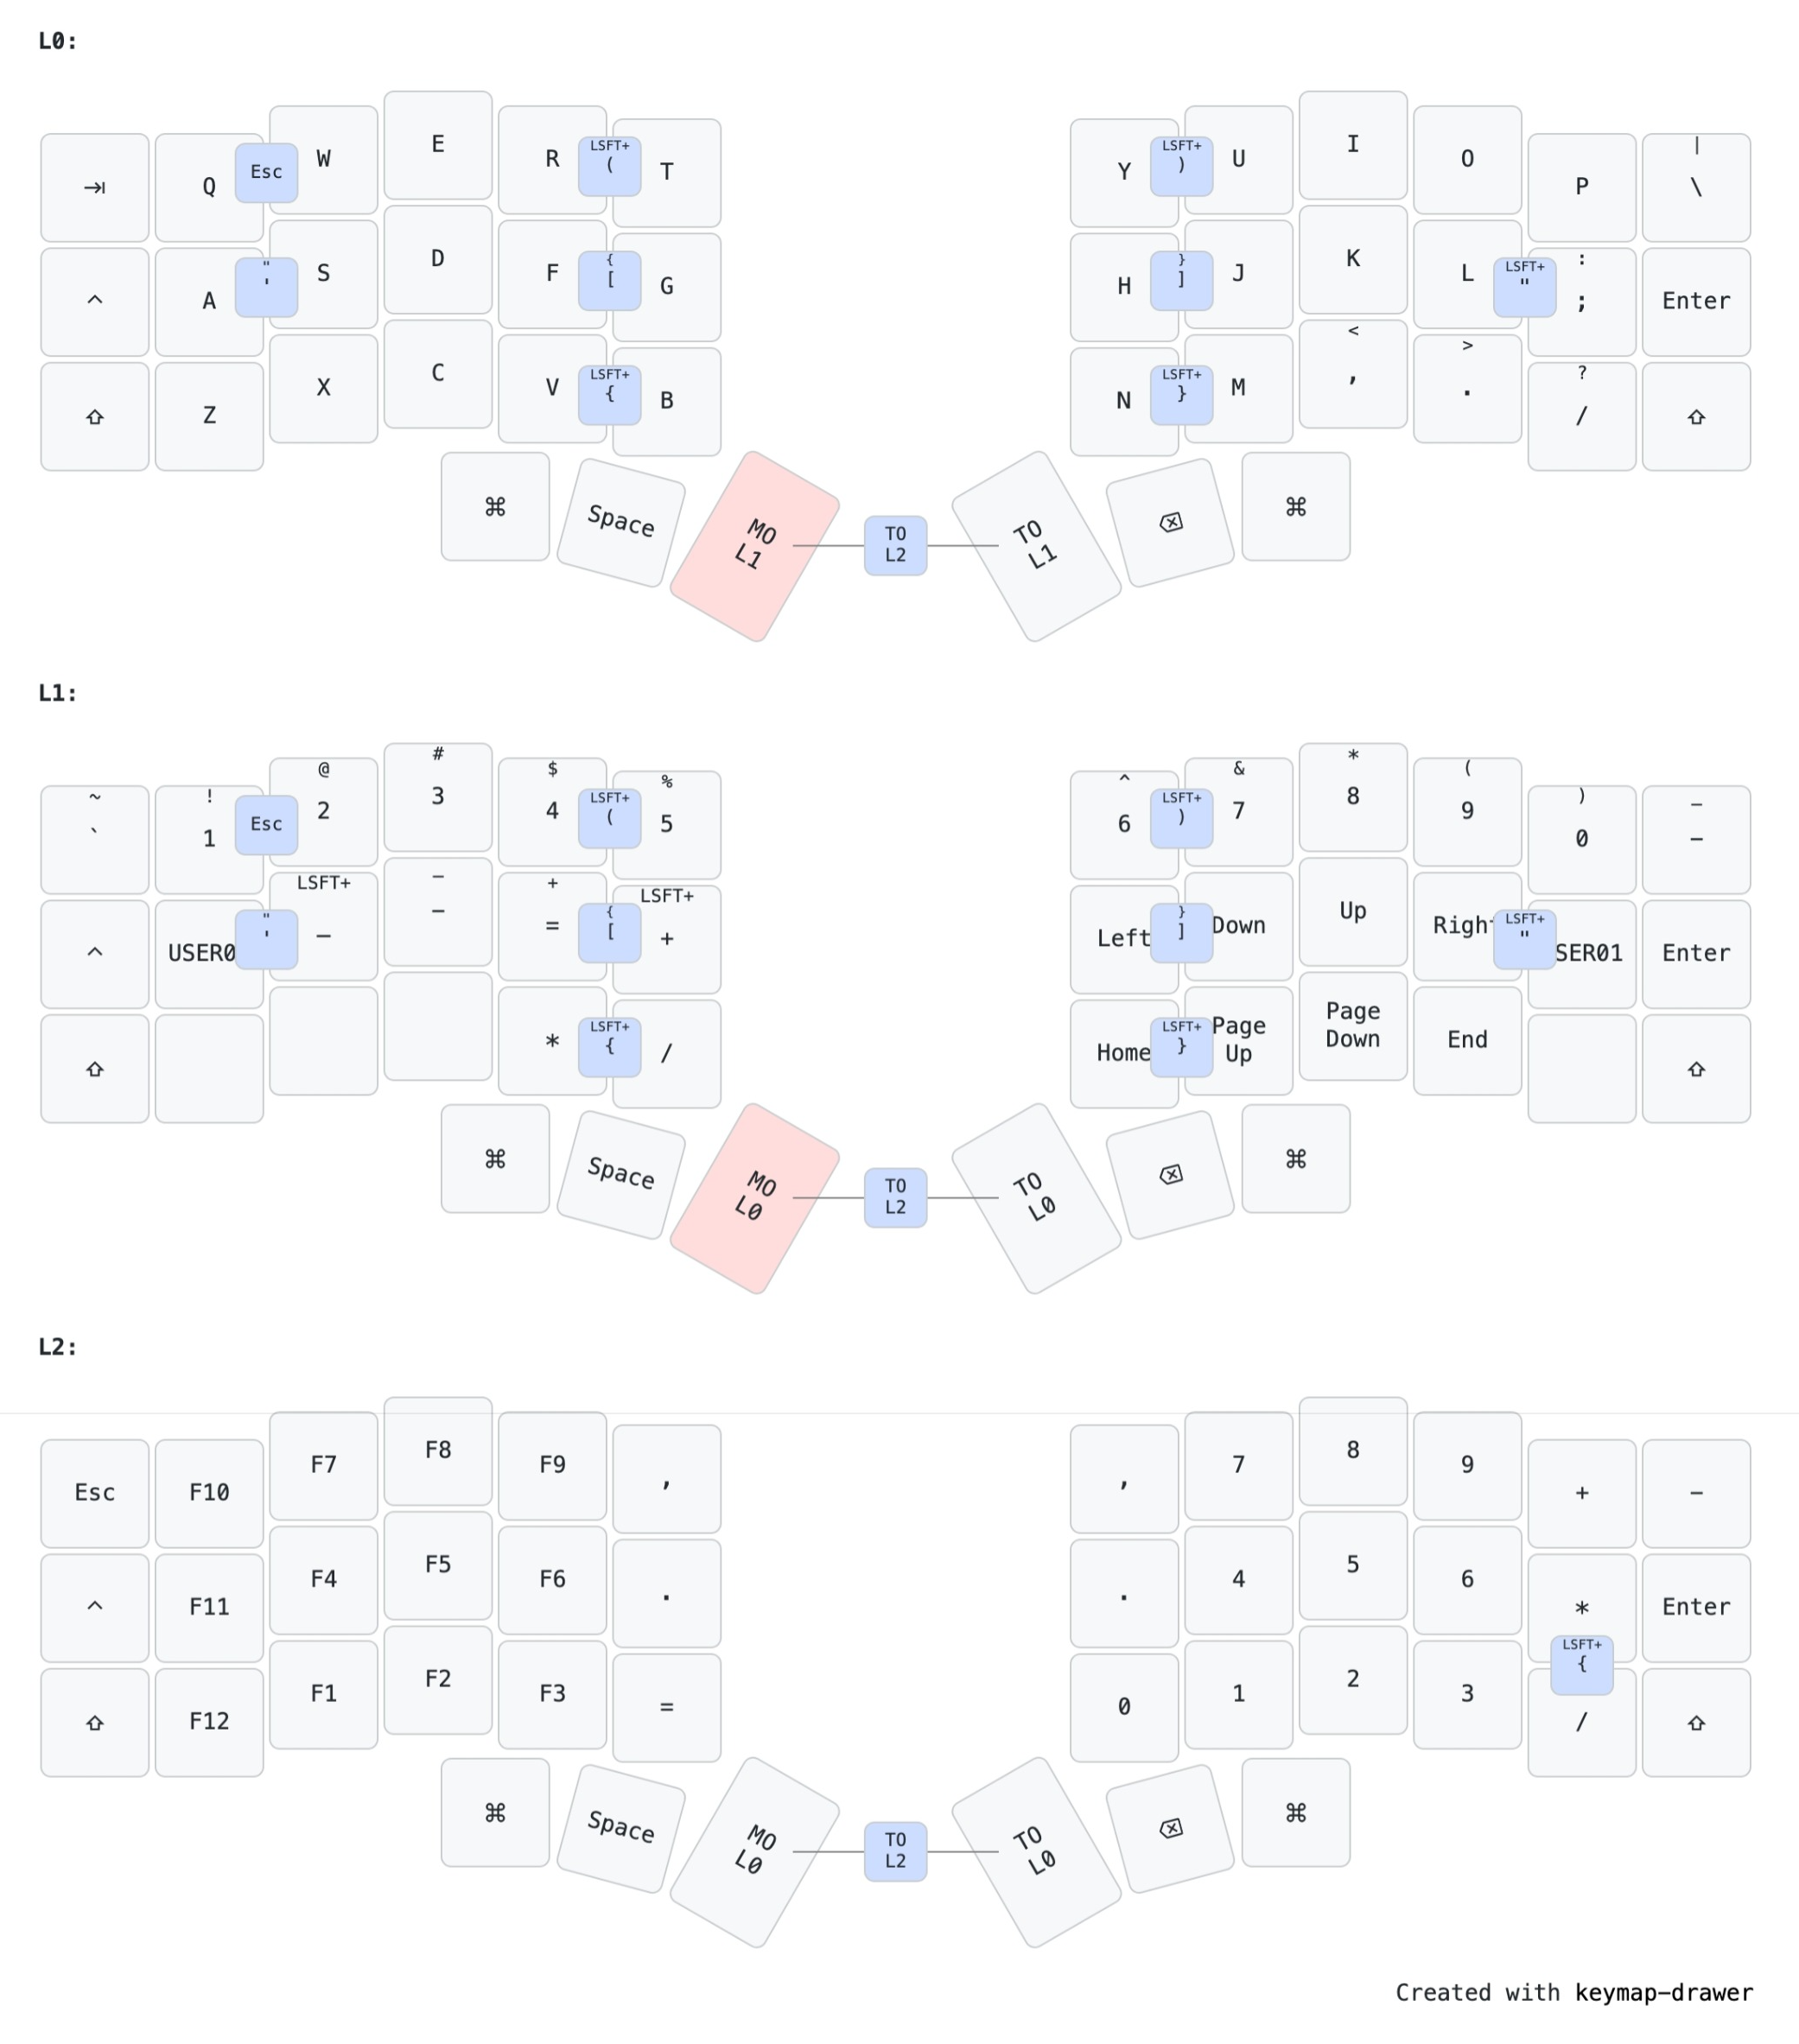 L0:
⇥ Q Esc W E R LSFT+ ( T Y LSFT+ ) U I O P | \
^ A " ' S D F { [ G H } ] J K L LSFT+ " : ; Enter
⇧ Z X C V LSFT+ { B N LSFT+ } M < , > . ? / ⇧
⌘ Space MO L1 TO L2 TO L1 ⌫ ⌘
L1:
~ ` ! 1 Esc @ 2 # 3 $ 4 LSFT+ ( % 5 ^ 6 LSFT+ ) & 7 * 8 ( 9 ) 0 _ -
^ USER0 " ' LSFT+ _ _ - + = { [ LSFT+ + Left } ] Down Up Right LSFT+ " SER01 Enter
⇧ * LSFT+ { / Home LSFT+ } Page Up Page Down End ⇧
⌘ Space MO L0 TO L2 TO L0 ⌫ ⌘
L2:
Esc F10 F7 F8 F9 , , 7 8 9 + -
^ F11 F4 F5 F6 . . 4 5 6 * Enter
⇧ F12 F1 F2 F3 = 0 1 2 3 LSFT+ { / ⇧
⌘ Space MO L0 TO L2 TO L0 ⌫ ⌘
Created with keymap-drawer